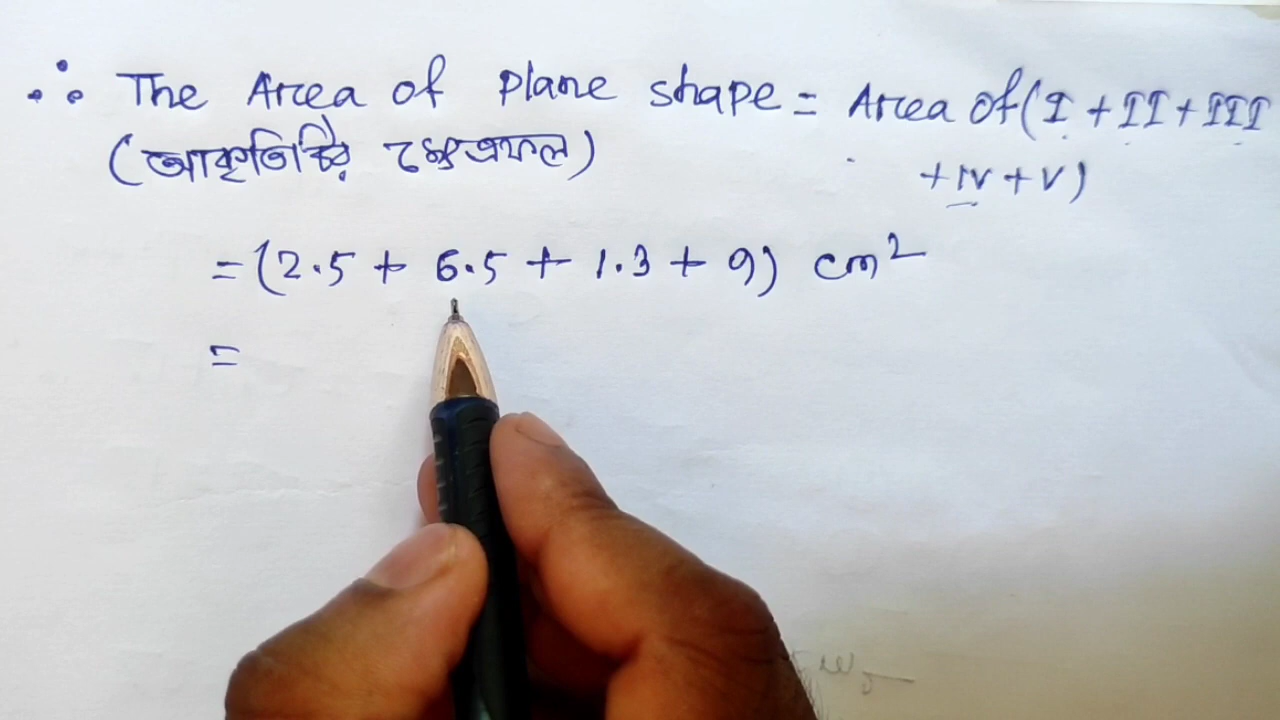 ∴ The Area of plane shape = Area of (I + II + III
(আকৃতিটির ক্ষেত্রফল)
+ IV + V)
= (2.5 + 6.5 + 1.3 + 9) cm²
=